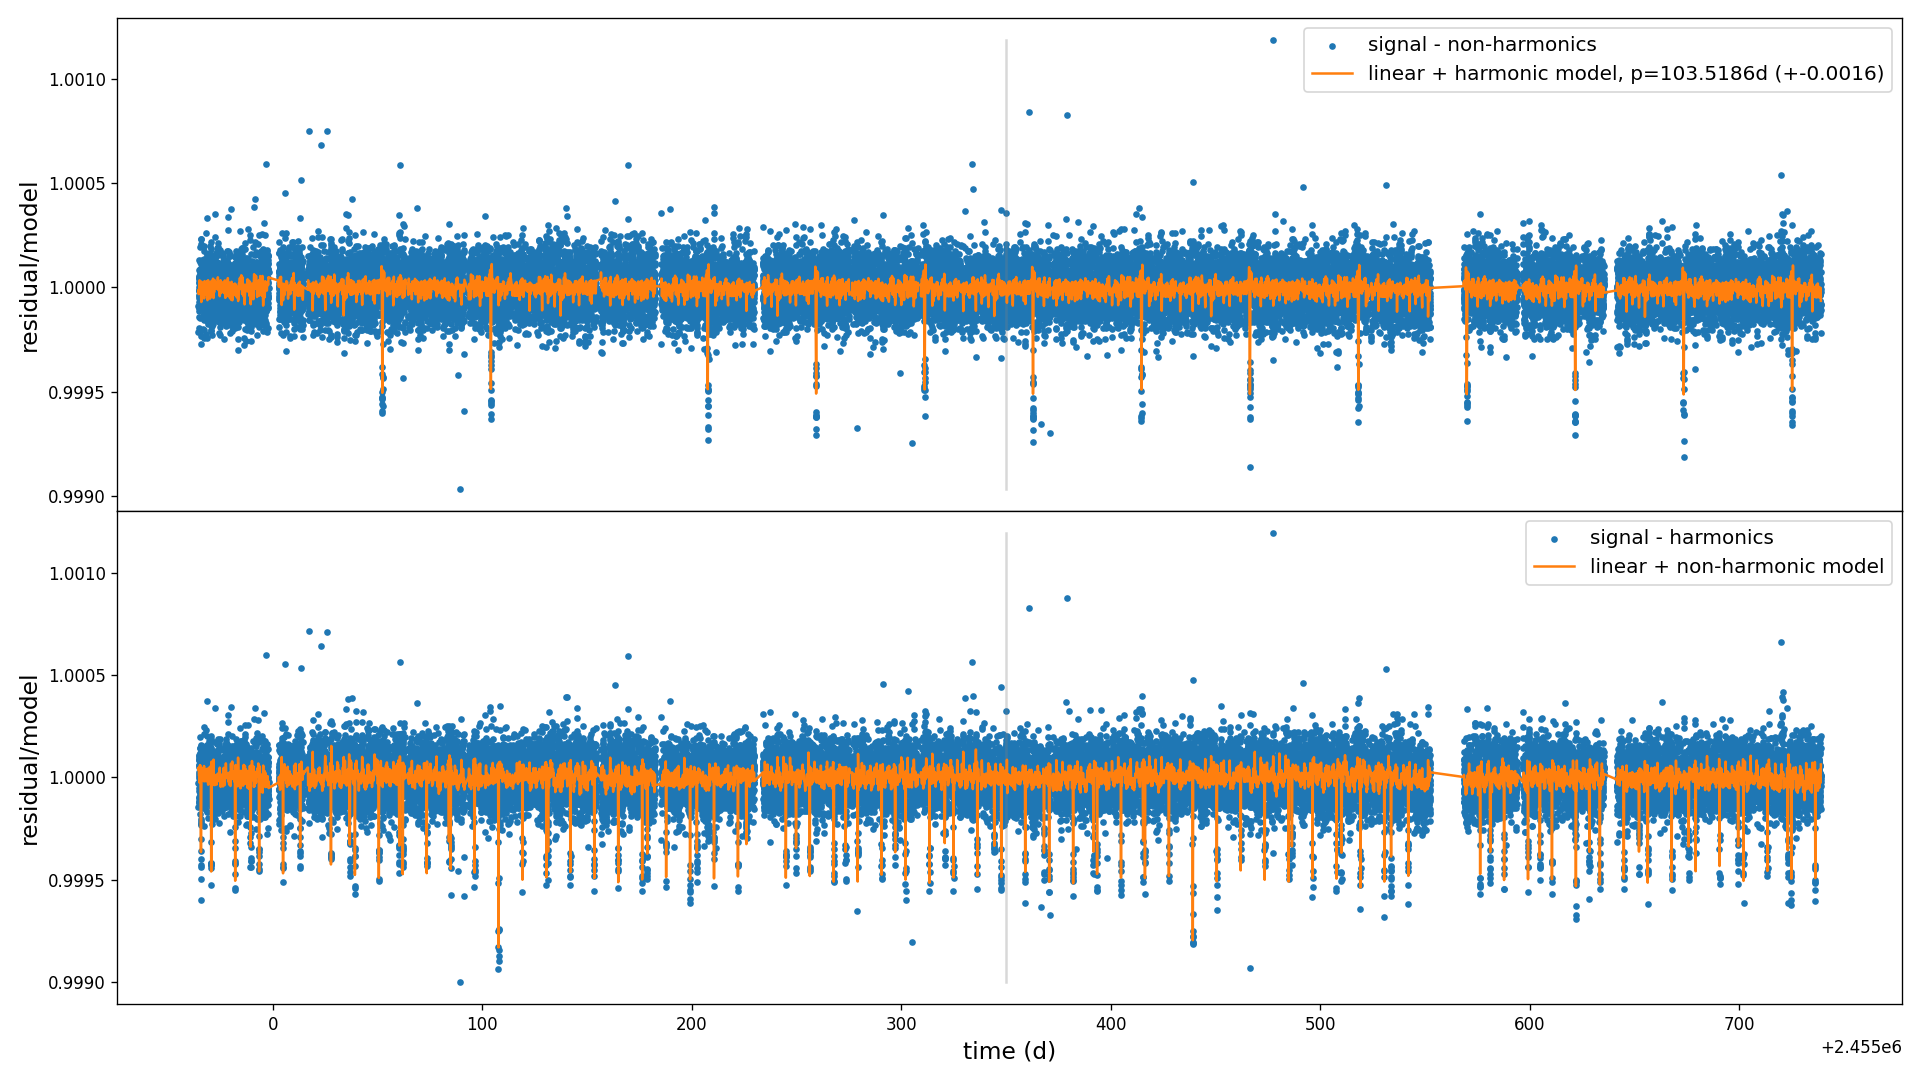 signal - non-harmonics
linear + harmonic model, p=103.5186d (+-0.0016)
1.0010
1.0005
1.0000
0.9995
0.9990
residual/model
signal - harmonics
linear + non-harmonic model
1.0010
1.0005
1.0000
0.9995
0.9990
residual/model
0 100 200 300 400 500 600 700
+2.455e6
time (d)